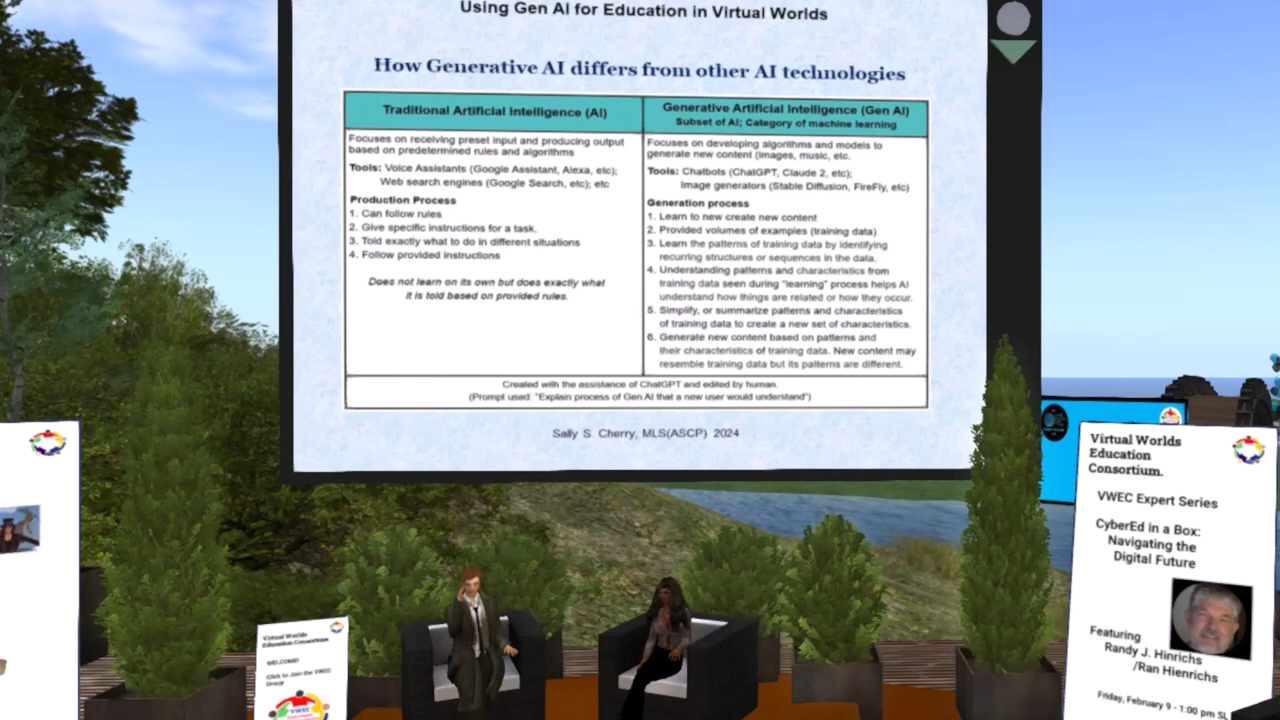 Using Gen AI for Education in Virtual Worlds
How Generative AI differs from other AI technologies
Traditional Artificial Intelligence (AI)
Focuses on receiving preset input and producing output
based on predetermined rules and algorithms
Tools: Voice Assistants (Google Assistant, Alexa, etc);
Web search engines (Google Search, etc); etc
Production Process
1. Can follow rules
2. Give specific instructions for a task.
3. Told exactly what to do in different situations
4. Follow provided instructions
Does not learn on its own but does exactly what
it is told based on provided rules.
Generative Artificial Intelligence (Gen AI)
Subset of AI; Category of machine learning
Focuses on developing algorithms and models to
generate new content (images, music, etc.
Tools: Chatbots (ChatGPT, Claude 2, etc);
Image generators (Stable Diffusion, FireFly, etc)
Generation process
1. Learn to new create new content
2. Provided volumes of examples (training data)
3. Learn the patterns of training data by identifying
recurring structures or sequences in the data.
4. Understanding patterns and characteristics from
training data seen during "learning" process helps AI
understand how things are related or how they occur.
5. Simplify, or summarize patterns and characteristics
of training data to create a new set of characteristics.
6. Generate new content based on patterns and
their characteristics of training data. New content may
resemble training data but its patterns are different.
Created with the assistance of ChatGPT and edited by human.
(Prompt used: "Explain process of Gen AI that a new user would understand")
Sally S. Cherry, MLS(ASCP) 2024
Virtual Worlds
Education Consortium
WELCOME!
Click to Join the VWEC
Group
VWEC
Virtual Worlds
Education
Consortium.
VWEC Expert Series
CyberEd in a Box:
Navigating the
Digital Future
Featuring
Randy J. Hinrichs
/Ran Hienrichs
Friday, February 9 - 1:00 pm SL